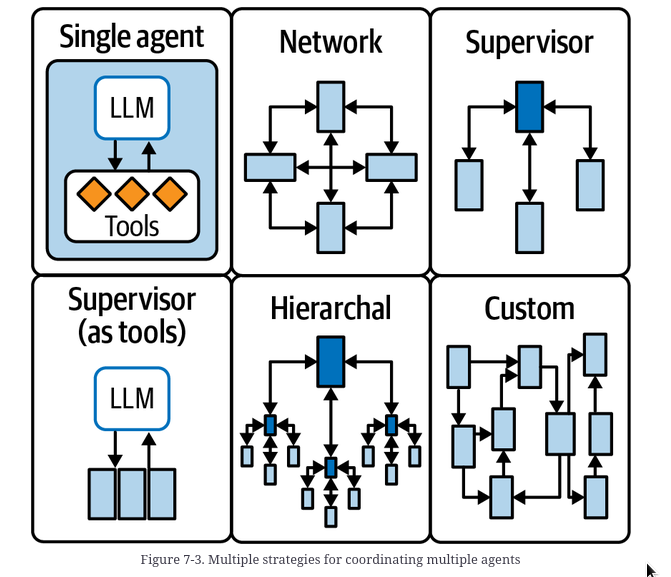 Single agent
LLM
Tools
Network
Supervisor
Supervisor
(as tools)
LLM
Hierarchal
Custom
Figure 7-3. Multiple strategies for coordinating multiple agents